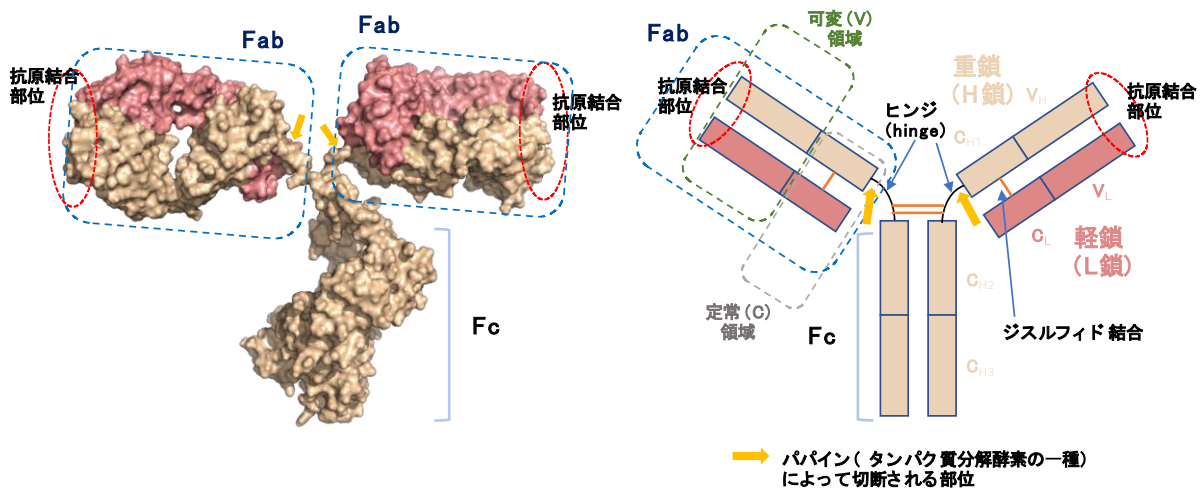 Fab
抗原結合
部位
Fab
抗原結合
部位
Fc
Fab
可変(V)
領域
抗原結合
部位
ヒンジ
(hinge)
重鎖
(H鎖)
VH
CH1
抗原結合
部位
VL
CL
軽鎖
(L鎖)
CH2
定常(C)
領域
Fc
ジスルフィド結合
CH3
パパイン( タンパク質分解酵素の一種)
によって切断される部位